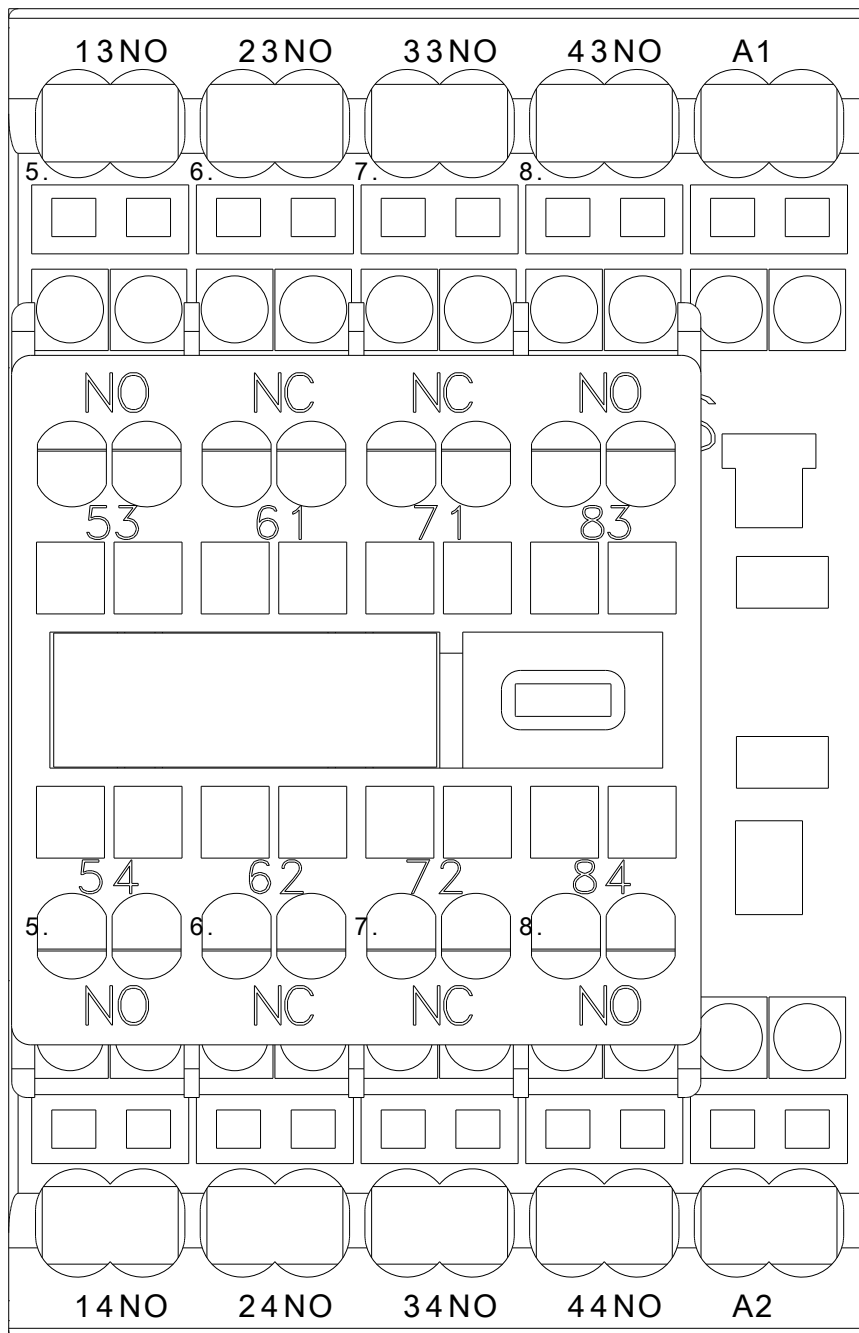 13NO 23NO 33NO 43NO A1
5. 6. 7. 8.
NO NC NC NO
53 61 71 83
54 62 72 84
5. 6. 7. 8.
NO NC NC NO
14NO 24NO 34NO 44NO A2